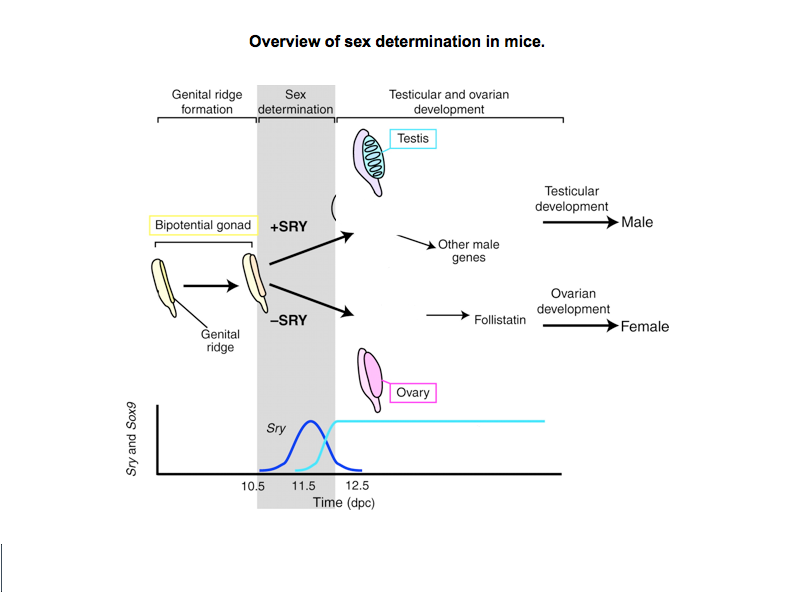 Overview of sex determination in mice.
Genital ridge
formation
Sex
determination
Testicular and ovarian
development
Testis
Bipotential gonad
+SRY
Testicular
development
Male
Other male
genes
Genital
ridge
–SRY
Follistatin
Ovarian
development
Female
Ovary
Sry and Sox9
Sry
10.5 11.5 12.5
Time (dpc)